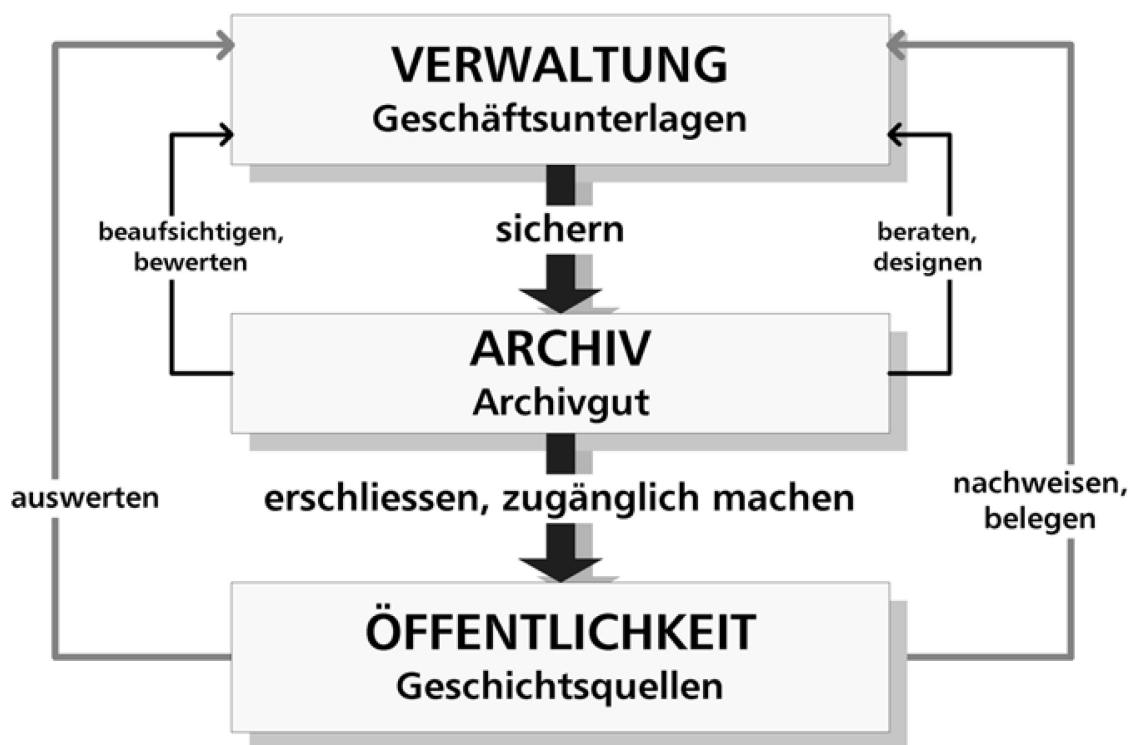 VERWALTUNG
Geschäftsunterlagen
beaufsichtigen,
bewerten
sichern
beraten,
designen
ARCHIV
Archivgut
auswerten
erschliessen, zugänglich machen
nachweisen,
belegen
ÖFFENTLICHKEIT
Geschichtsquellen